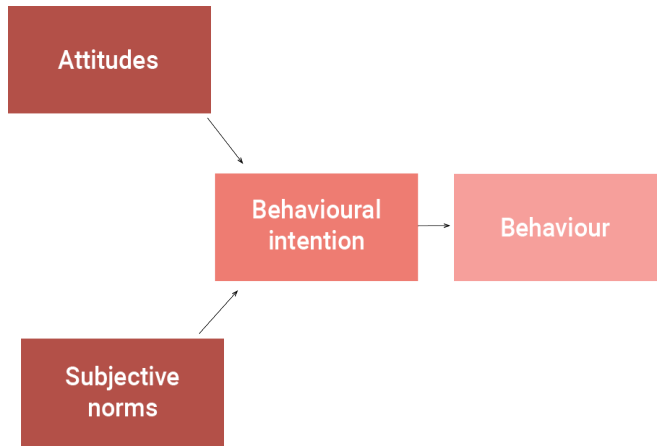 Attitudes
Behavioural
intention
Behaviour
Subjective
norms